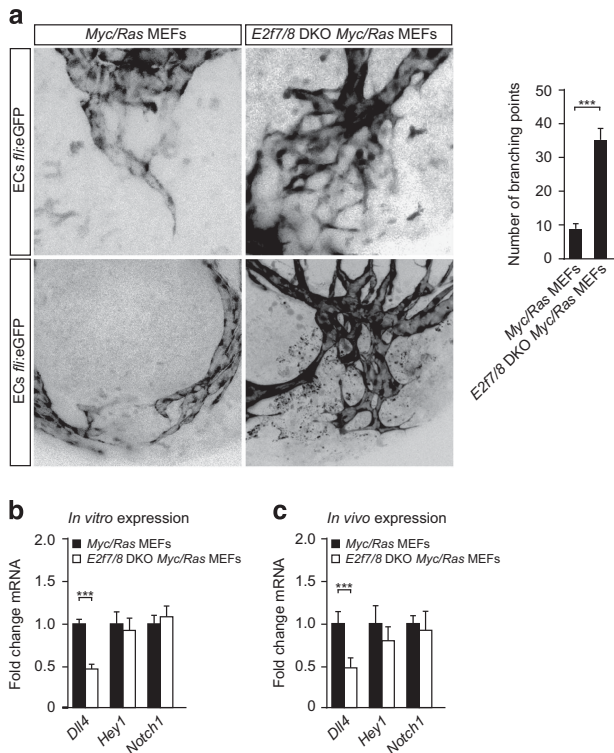 a
Myc/Ras MEFs
E2f7/8 DKO Myc/Ras MEFs
ECs fli:eGFP
ECs fli:eGFP
Number of branching points
50
40
30
20
10
0
***
Myc/Ras MEFs
E2f7/8 DKO Myc/Ras MEFs
b
In vitro expression
Myc/Ras MEFs
E2f7/8 DKO Myc/Ras MEFs
Fold change mRNA
2.0
1.5
1.0
0.5
0
***
Dll4
Hey1
Notch1
c
In vivo expression
Myc/Ras MEFs
E2f7/8 DKO Myc/Ras MEFs
Fold change mRNA
2.0
1.5
1.0
0.5
0
***
Dll4
Hey1
Notch1